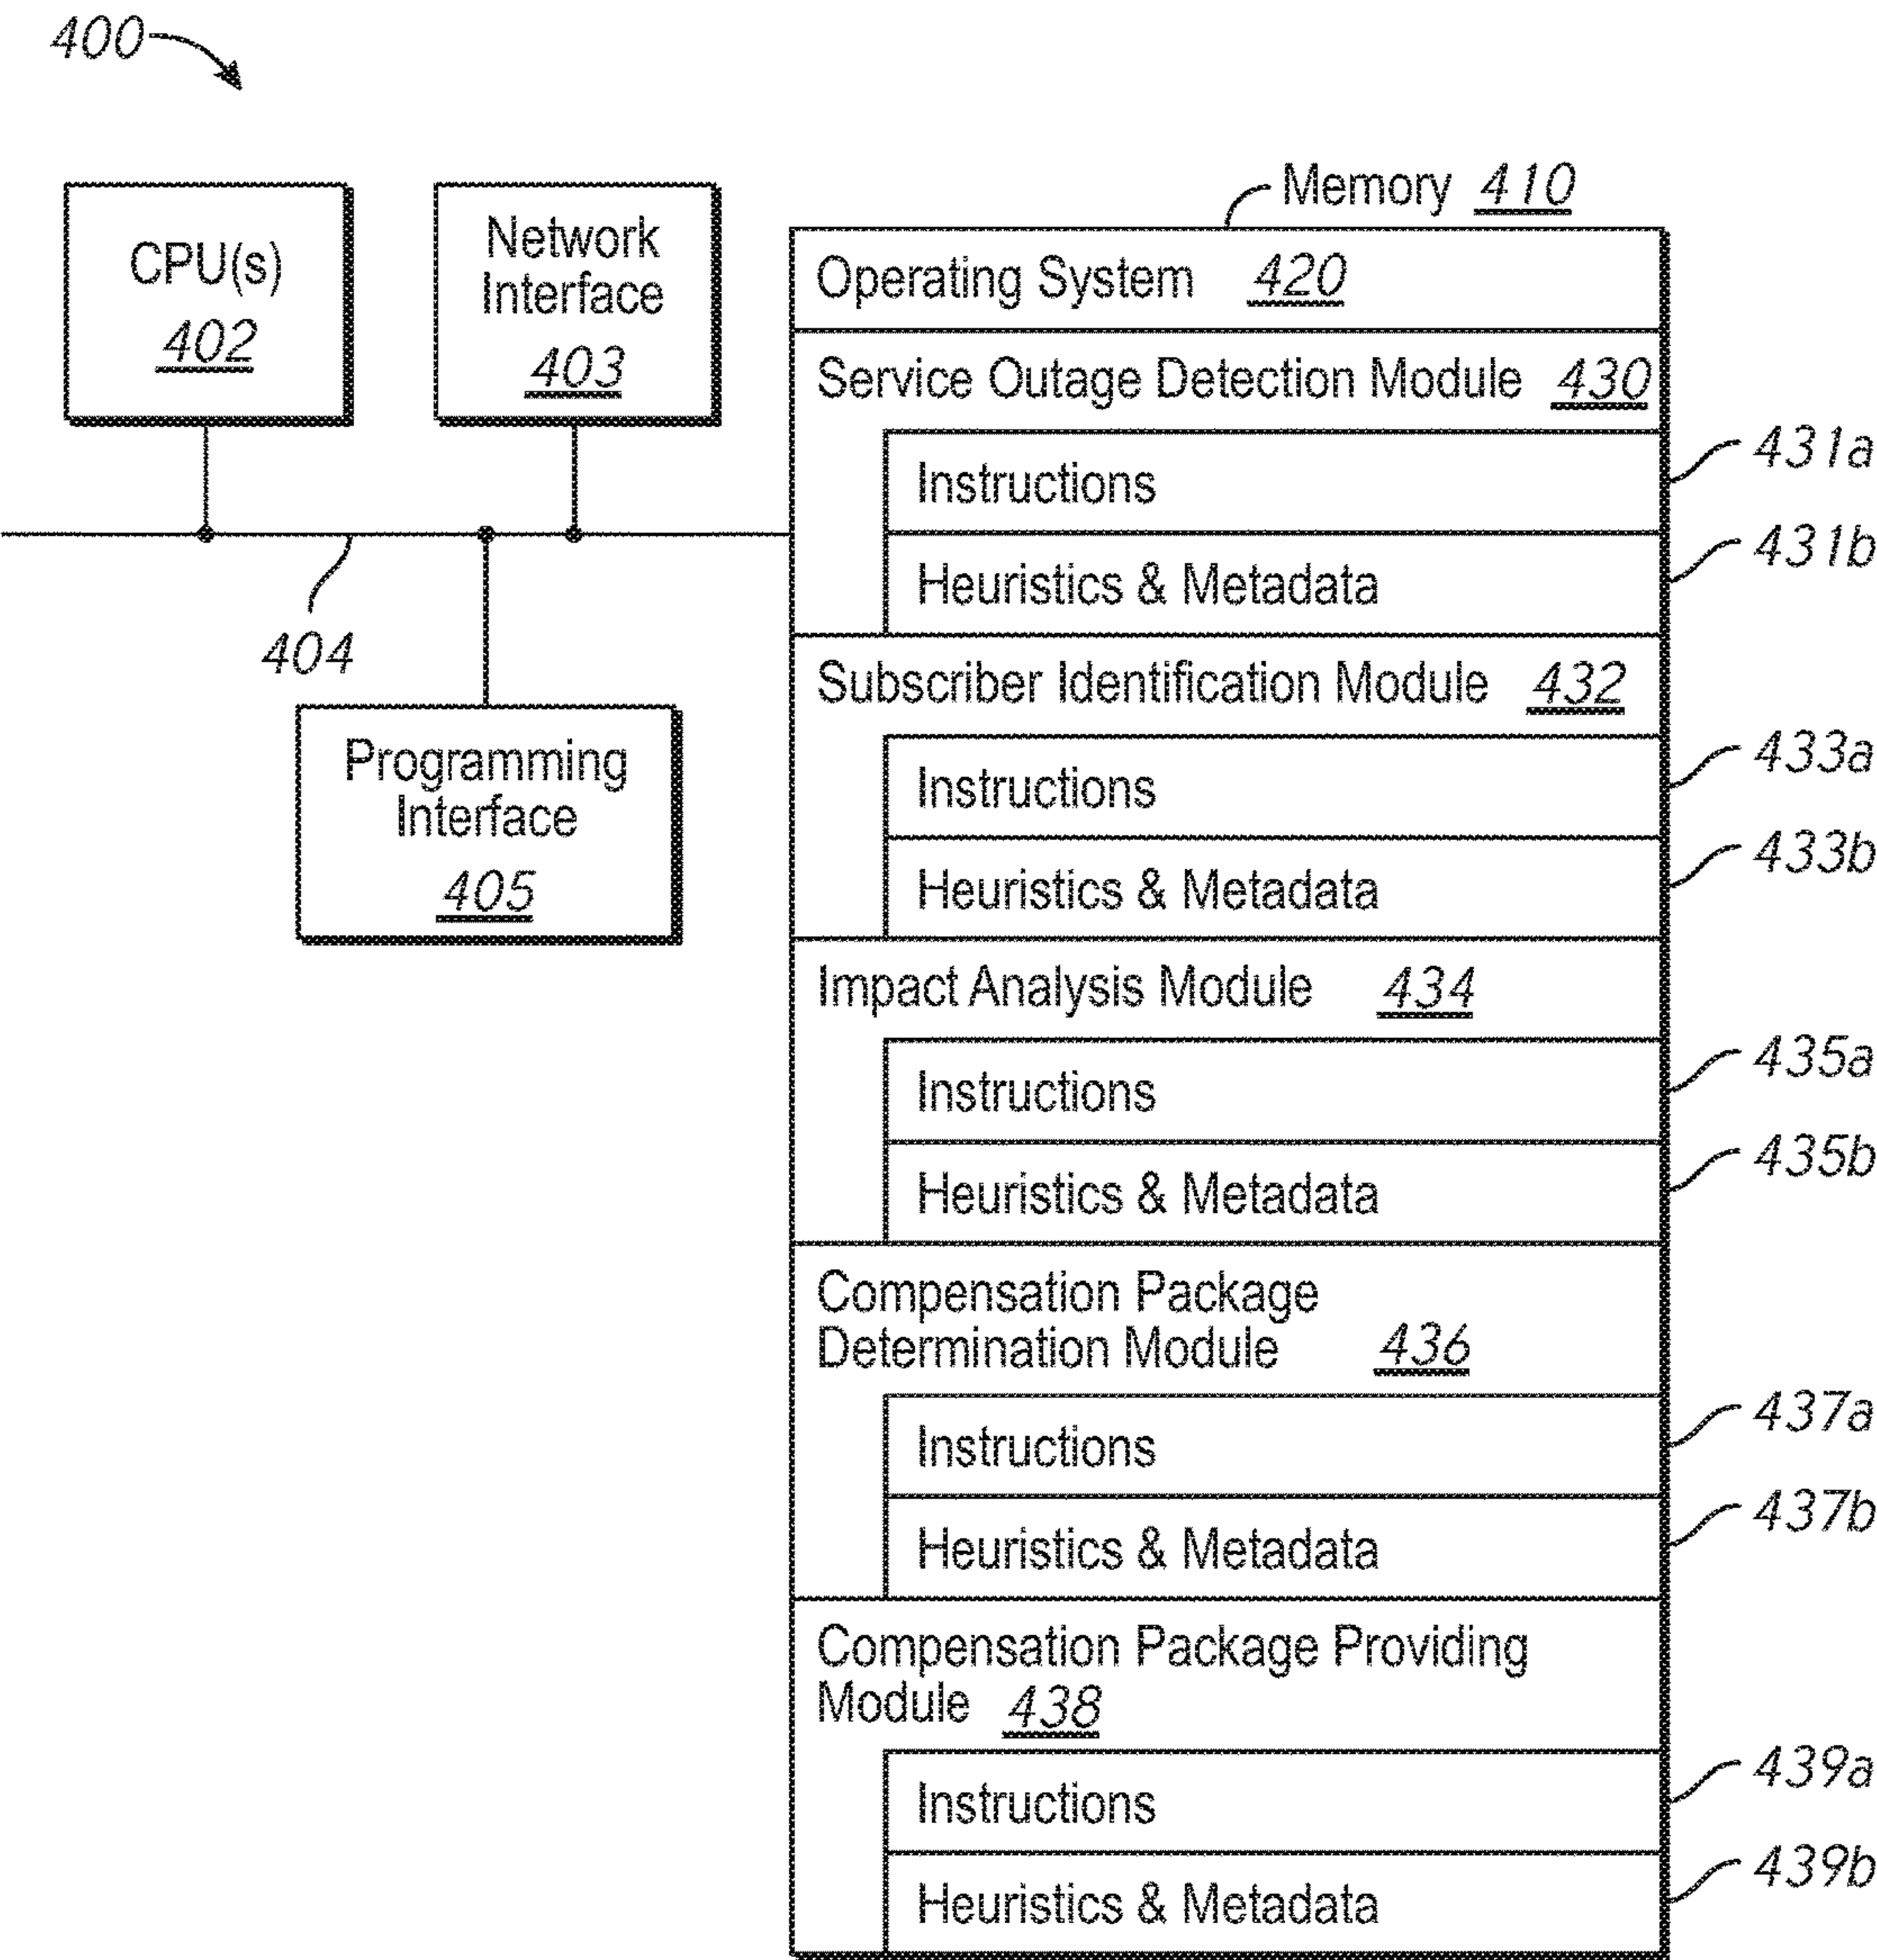 400
CPU(s)
402
Network
Interface
403
404
Programming
Interface
405
Memory 410
Operating System 420
Service Outage Detection Module 430
Instructions
431a
Heuristics & Metadata
431b
Subscriber Identification Module 432
Instructions
433a
Heuristics & Metadata
433b
Impact Analysis Module 434
Instructions
435a
Heuristics & Metadata
435b
Compensation Package
Determination Module 436
Instructions
437a
Heuristics & Metadata
437b
Compensation Package Providing
Module 438
Instructions
439a
Heuristics & Metadata
439b